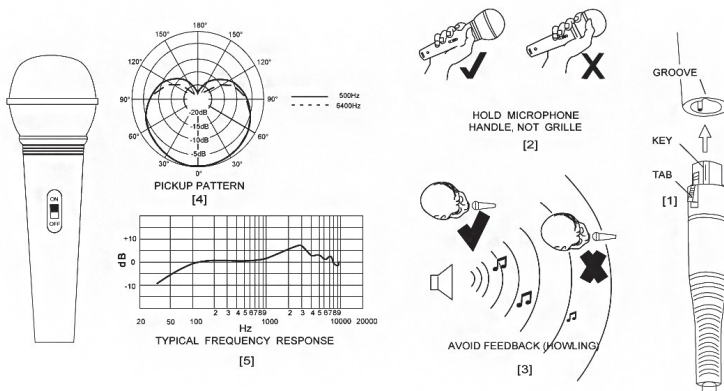 ON
OFF
180°
150° 150°
120° 120°
90° 90°
60° 60°
30° 30°
0°
-20dB
-15dB
-10dB
-5dB
500Hz
6400Hz
PICKUP PATTERN
[4]
dB
+10
0
-10
20 50 100 2 3 4 5 6 7 8 9 1000 2 3 4 5 6 7 8 9 10000 20000
Hz
TYPICAL FREQUENCY RESPONSE
[5]
HOLD MICROPHONE
HANDLE, NOT GRILLE
[2]
AVOID FEEDBACK (HOWLING)
[3]
GROOVE
KEY
TAB
[1]